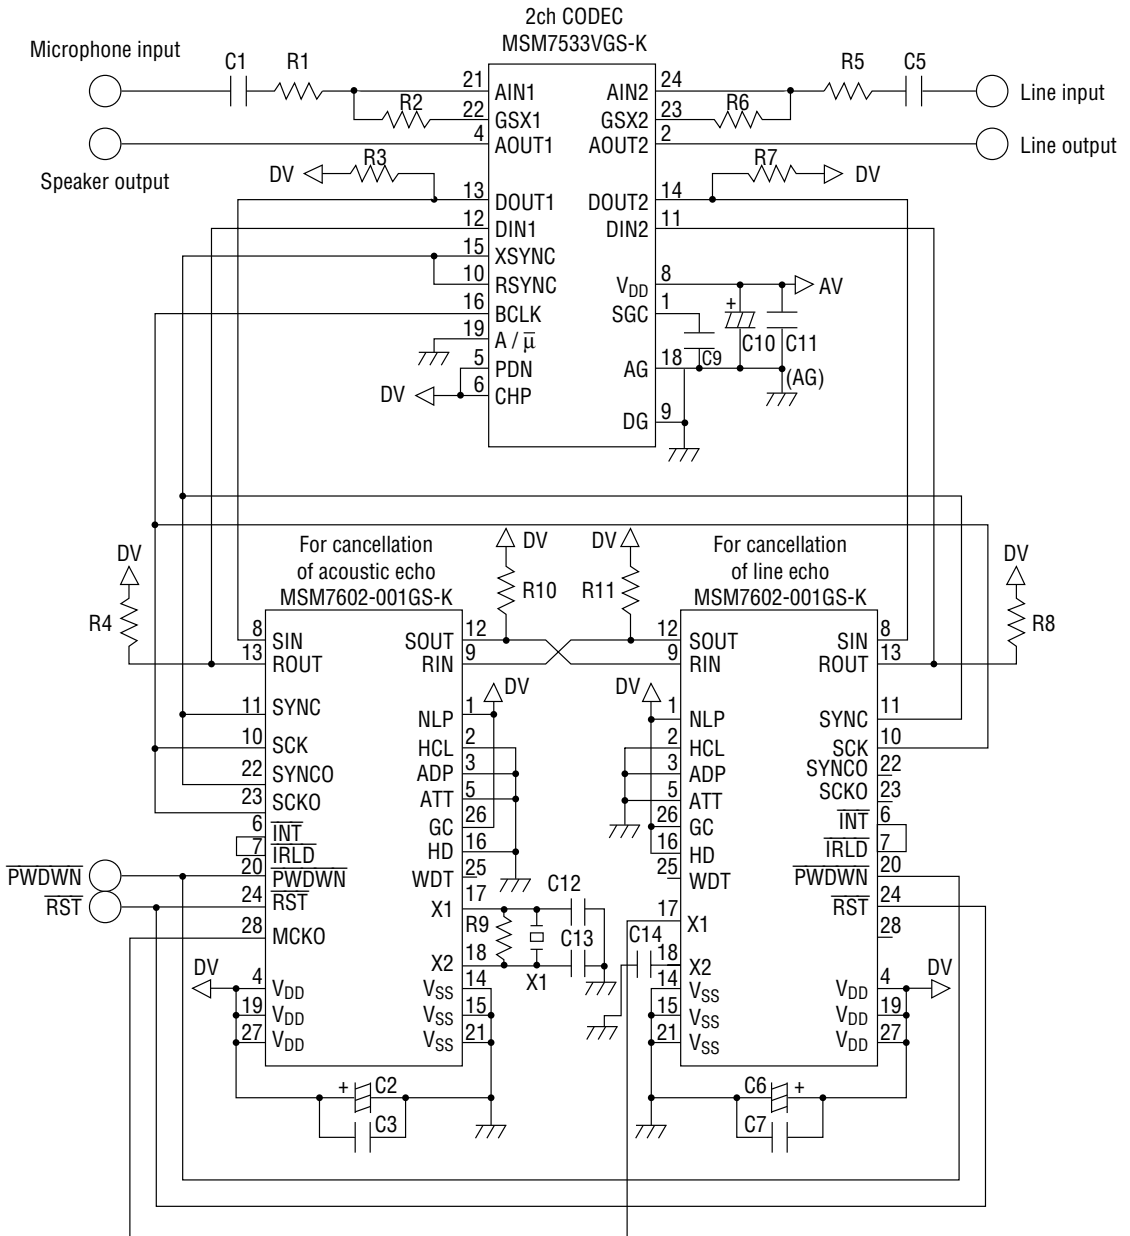 2ch CODEC
MSM7533VGS-K
Microphone input
C1
R1
R2
21
22
4
AIN1
GSX1
AOUT1
AIN2
GSX2
AOUT2
24
23
2
R5
C5
R6
Line input
Line output
Speaker output
DV
R3
R7
DV
13 DOUT1
12 DIN1
15 XSYNC
10 RSYNC
16 BCLK
19 A / μ̅
5 PDN
6 CHP
DV
DOUT2 14
DIN2 11
VDD 8
SGC 1
AG 18
DG 9
AV
+
C10
C11
C9
(AG)
DV
R4
For cancellation
of acoustic echo
MSM7602-001GS-K
DV
R10
DV
R11
For cancellation
of line echo
MSM7602-001GS-K
DV
R8
8 SIN
13 ROUT
11 SYNC
10 SCK
22 SYNCO
23 SCKO
6 INT
7 IRLD
20 PWDWN
24 RST
28 MCKO
4 VDD
19 VDD
27 VDD
PWDWN
RST
DV
SOUT 12
RIN 9
NLP 1
HCL 2
ADP 3
ATT 5
GC 26
HD 16
WDT 25
X1 17
X2 18
VSS 14
VSS 15
VSS 21
DV
R9
C12
C13
X1
+ C2
C3
DV
12 SOUT
9 RIN
1 NLP
2 HCL
3 ADP
5 ATT
26 GC
16 HD
25 WDT
17 X1
18 X2
14 VSS
15 VSS
21 VSS
C14
SIN 8
ROUT 13
SYNC 11
SCK 10
SYNCO 22
SCKO 23
INT 6
IRLD 7
PWDWN 20
RST 24
28
VDD 4
VDD 19
VDD 27
DV
C6 +
C7